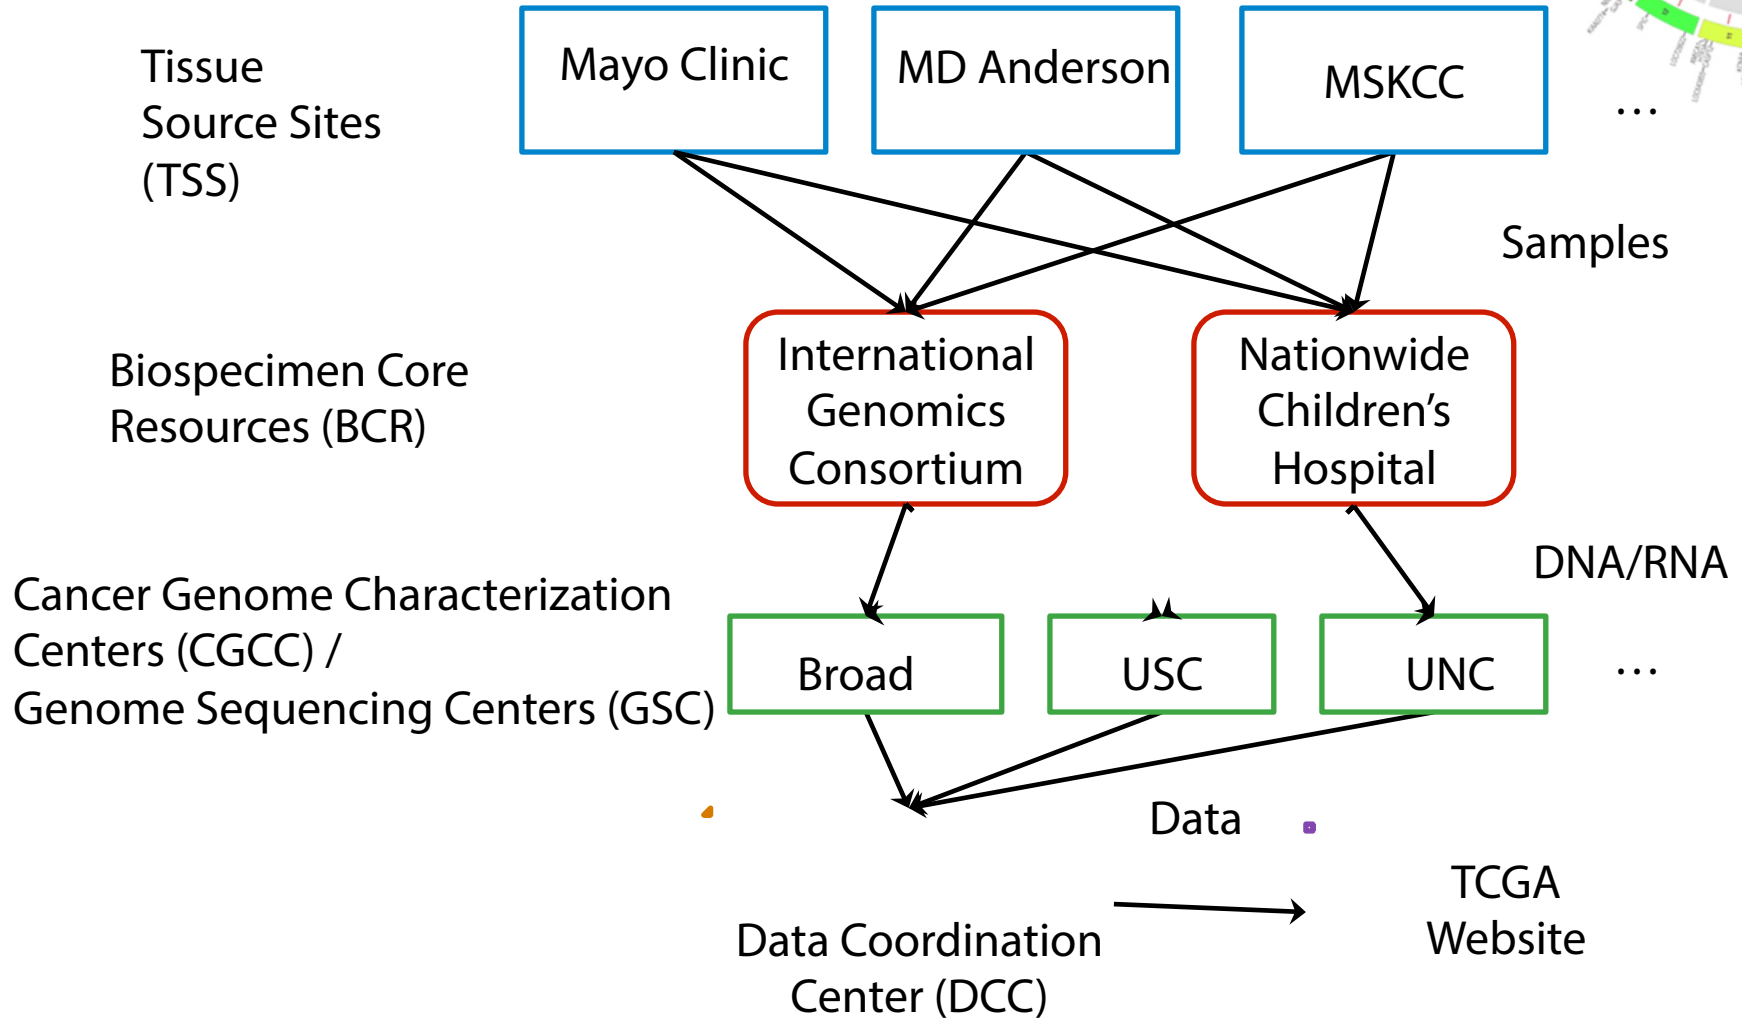 Tissue
Source Sites
(TSS)
Mayo Clinic
MD Anderson
MSKCC
…
Samples
Biospecimen Core
Resources (BCR)
International
Genomics
Consortium
Nationwide
Children’s
Hospital
DNA/RNA
Cancer Genome Characterization
Centers (CGCC) /
Genome Sequencing Centers (GSC)
Broad
USC
UNC
…
Data
Data Coordination
Center (DCC)
TCGA
Website